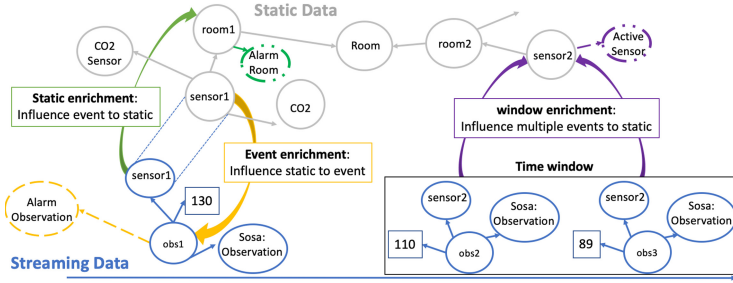 Static Data
room1
CO2
Sensor
Alarm
Room
Room
room2
sensor2
Active
Sensor
sensor1
CO2
Static enrichment:
Influence event to static
window enrichment:
Influence multiple events to static
Event enrichment:
Influence static to event
Time window
sensor1
130
Alarm
Observation
obs1
Sosa:
Observation
sensor2
Sosa:
Observation
110
obs2
sensor2
Sosa:
Observation
89
obs3
Streaming Data